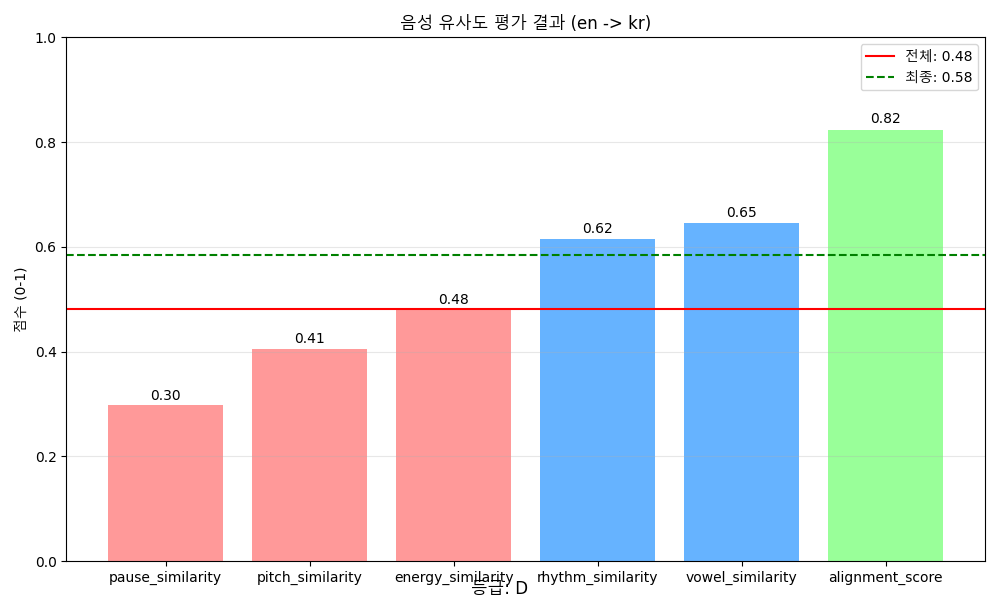 음성 유사도 평가 결과 (en -> kr)
전체: 0.48
최종: 0.58
점수 (0-1)
1.0
0.8
0.6
0.4
0.2
0.0
0.30
0.41
0.48
0.62
0.65
0.82
pause_similarity
pitch_similarity
energy_similarity
rhythm_similarity
vowel_similarity
alignment_score
등급: D